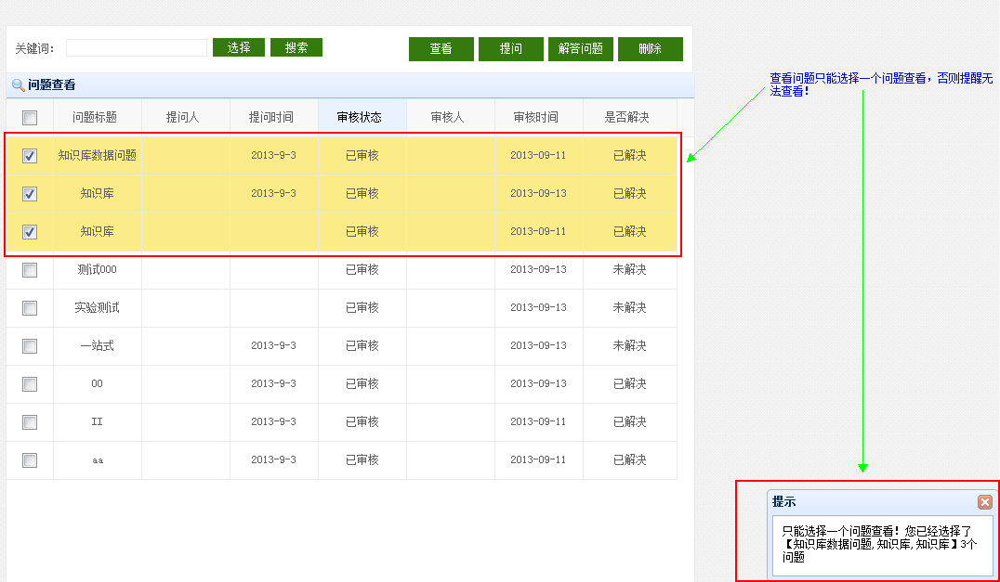 关键词： 选择 搜索 查看 提问 解答问题 删除
查看问题只能选择一个问题查看，否则提醒无
法查看！
问题查看
问题标题 提问人 提问时间 审核状态 审核人 审核时间 是否解决
知识库数据问题 2013-9-3 已审核 2013-09-11 已解决
知识库 2013-9-3 已审核 2013-09-13 已解决
知识库 已审核 2013-09-11 已解决
测试000 已审核 2013-09-13 未解决
实验测试 已审核 2013-09-13 未解决
一站式 2013-9-3 已审核 2013-09-13 未解决
00 2013-9-3 已审核 2013-09-13 已解决
II 2013-9-3 已审核 2013-09-11 已解决
aa 2013-9-3 已审核 2013-09-11 已解决
提示
只能选择一个问题查看！您已经选择了
【知识库数据问题,知识库,知识库】3个
问题